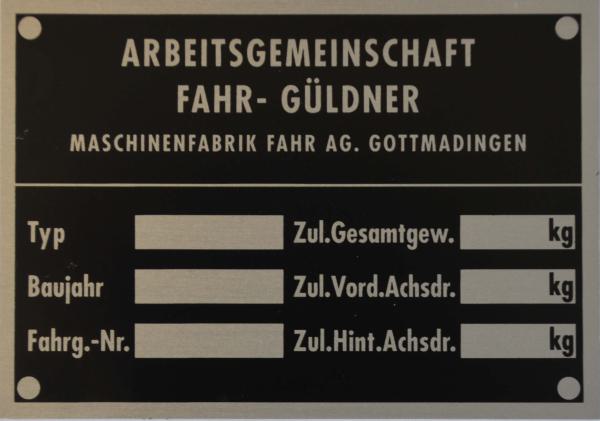 ARBEITSGEMEINSCHAFT
FAHR- GÜLDNER
MASCHINENFABRIK FAHR AG. GOTTMADINGEN
Typ Zul.Gesamtgew. kg
Baujahr Zul.Vord.Achsdr. kg
Fahrg.-Nr. Zul.Hint.Achsdr. kg